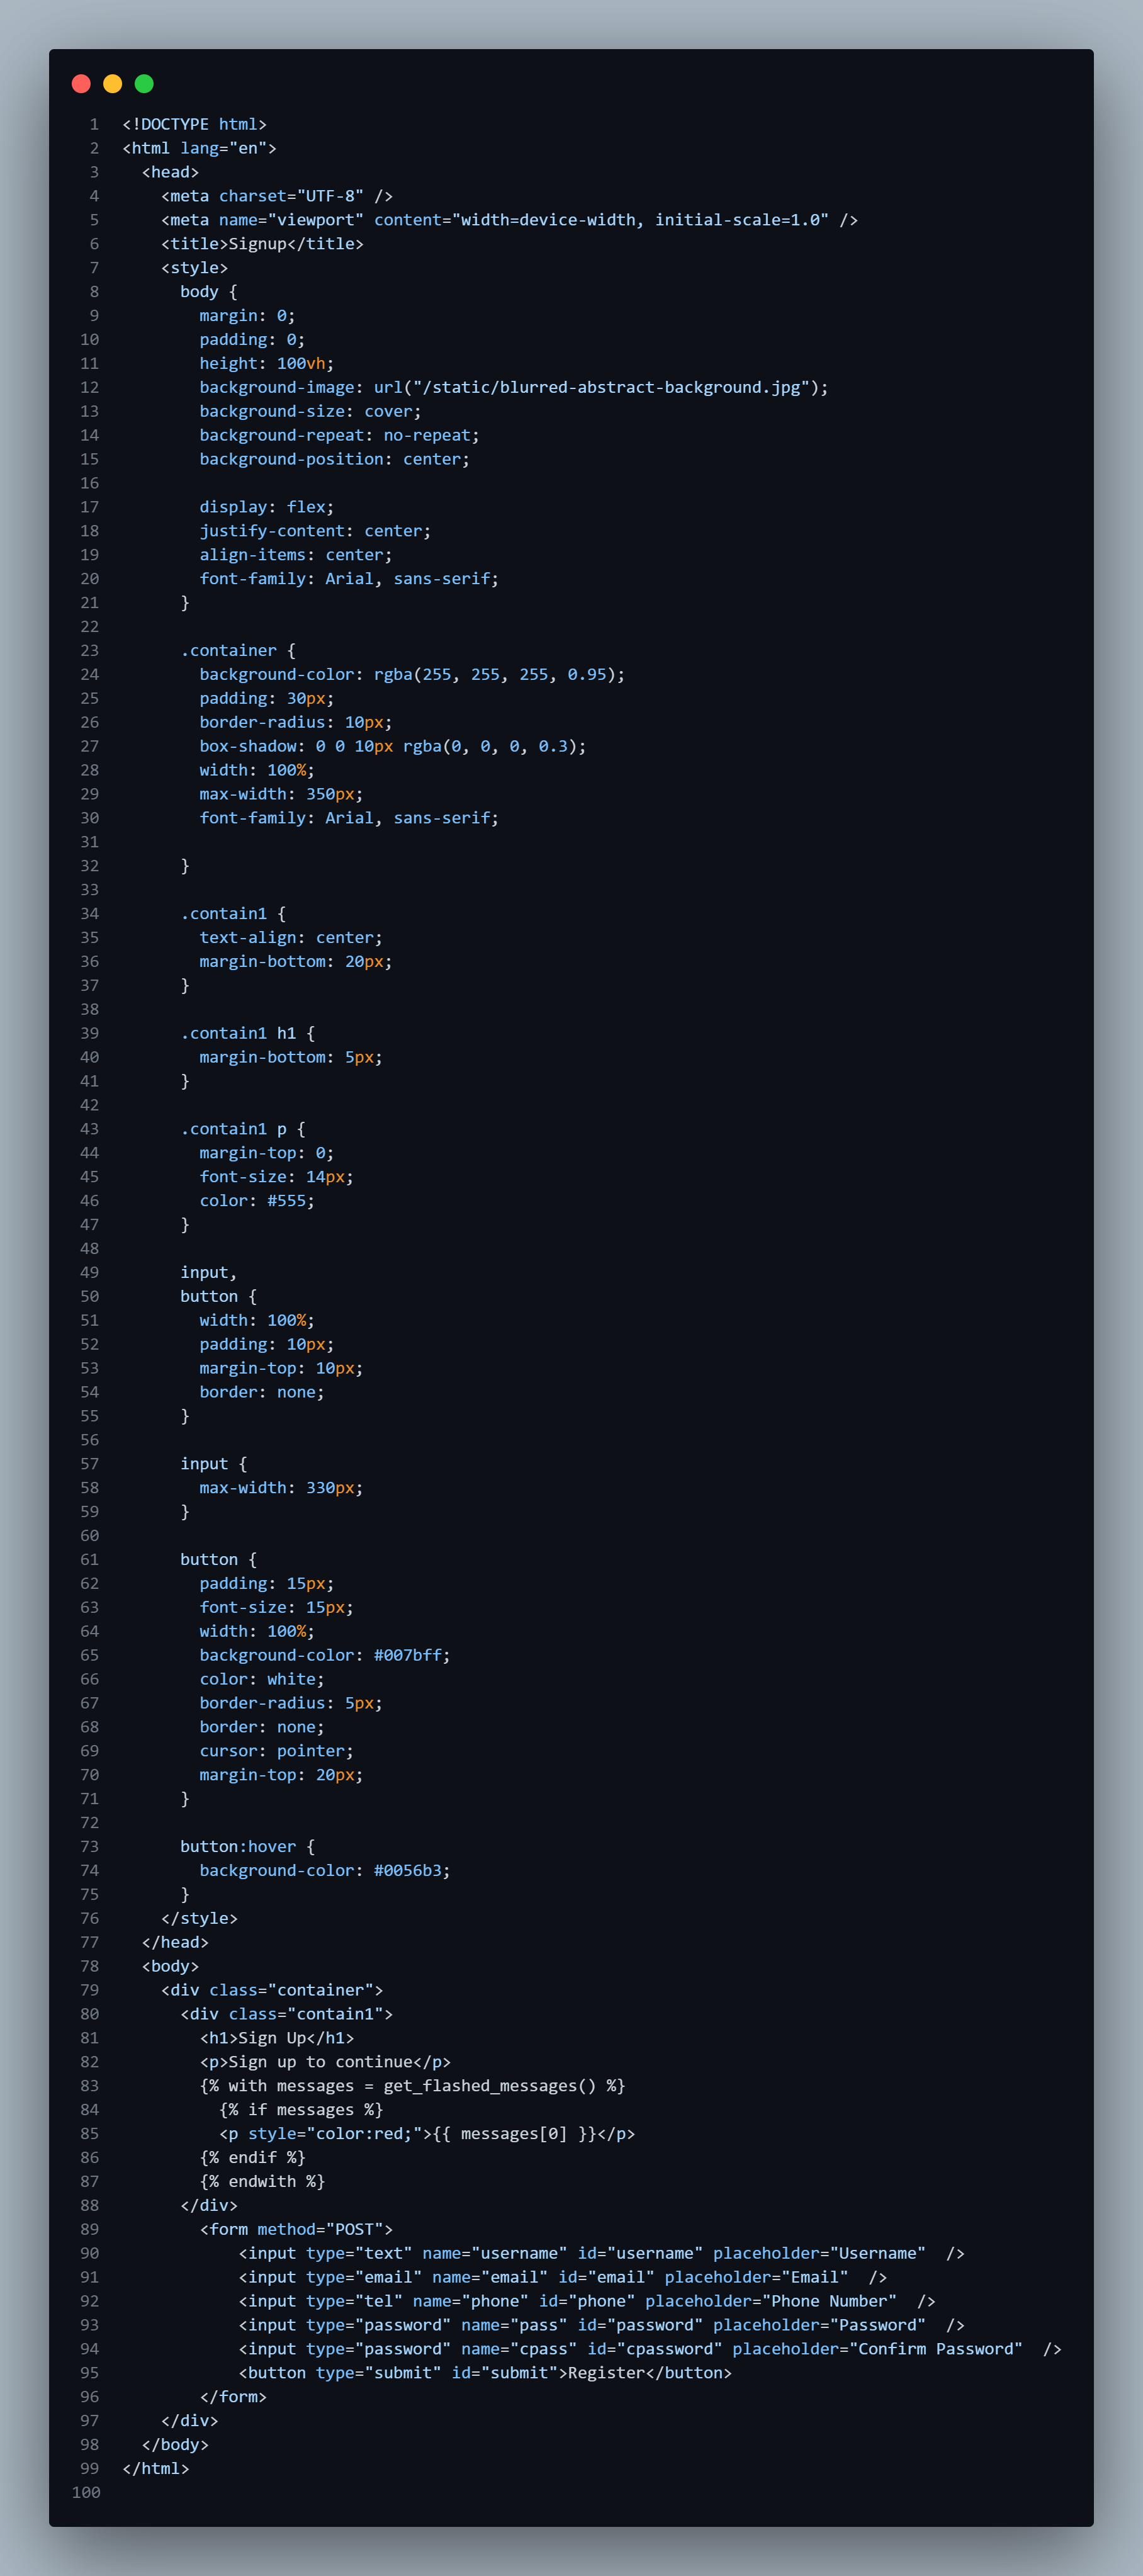 1 <!DOCTYPE html>
2 <html lang="en">
3   <head>
4     <meta charset="UTF-8" />
5     <meta name="viewport" content="width=device-width, initial-scale=1.0" />
6     <title>Signup</title>
7     <style>
8       body {
9         margin: 0;
10         padding: 0;
11         height: 100vh;
12         background-image: url("/static/blurred-abstract-background.jpg");
13         background-size: cover;
14         background-repeat: no-repeat;
15         background-position: center;
16
17         display: flex;
18         justify-content: center;
19         align-items: center;
20         font-family: Arial, sans-serif;
21       }
22
23       .container {
24         background-color: rgba(255, 255, 255, 0.95);
25         padding: 30px;
26         border-radius: 10px;
27         box-shadow: 0 0 10px rgba(0, 0, 0, 0.3);
28         width: 100%;
29         max-width: 350px;
30         font-family: Arial, sans-serif;
31
32       }
33
34       .contain1 {
35         text-align: center;
36         margin-bottom: 20px;
37       }
38
39       .contain1 h1 {
40         margin-bottom: 5px;
41       }
42
43       .contain1 p {
44         margin-top: 0;
45         font-size: 14px;
46         color: #555;
47       }
48
49       input,
50       button {
51         width: 100%;
52         padding: 10px;
53         margin-top: 10px;
54         border: none;
55       }
56
57       input {
58         max-width: 330px;
59       }
60
61       button {
62         padding: 15px;
63         font-size: 15px;
64         width: 100%;
65         background-color: #007bff;
66         color: white;
67         border-radius: 5px;
68         border: none;
69         cursor: pointer;
70         margin-top: 20px;
71       }
72
73       button:hover {
74         background-color: #0056b3;
75       }
76     </style>
77   </head>
78   <body>
79     <div class="container">
80       <div class="contain1">
81         <h1>Sign Up</h1>
82         <p>Sign up to continue</p>
83         {% with messages = get_flashed_messages() %}
84           {% if messages %}
85           <p style="color:red;">{{ messages[0] }}</p>
86         {% endif %}
87         {% endwith %}
88       </div>
89         <form method="POST">
90             <input type="text" name="username" id="username" placeholder="Username"  />
91             <input type="email" name="email" id="email" placeholder="Email"  />
92             <input type="tel" name="phone" id="phone" placeholder="Phone Number"  />
93             <input type="password" name="pass" id="password" placeholder="Password"  />
94             <input type="password" name="cpass" id="cpassword" placeholder="Confirm Password"  />
95             <button type="submit" id="submit">Register</button>
96         </form>
97     </div>
98   </body>
99 </html>
100